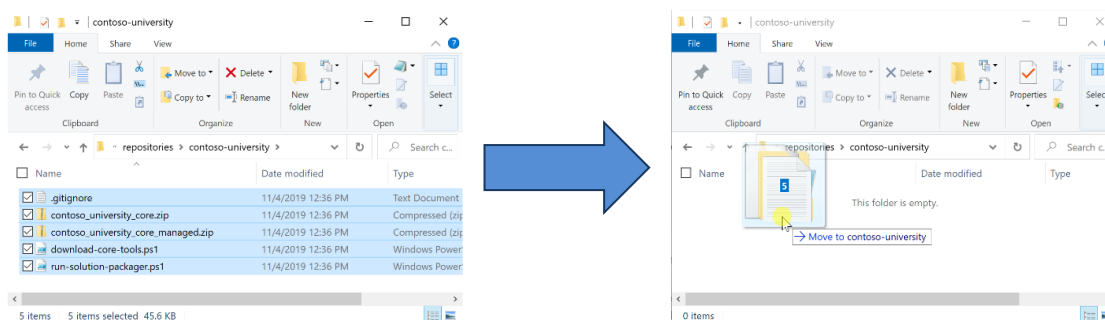 contoso-university
File Home Share View
Pin to Quick access Copy Paste Move to Copy to Delete Rename New folder Properties Select
Clipboard Organize New Open
repositories > contoso-university > Search c...
Name Date modified Type
.gitignore 11/4/2019 12:36 PM Text Document
contoso_university_core.zip 11/4/2019 12:36 PM Compressed (zip
contoso_university_core_managed.zip 11/4/2019 12:36 PM Compressed (zip
download-core-tools.ps1 11/4/2019 12:36 PM Windows PowerS
run-solution-packager.ps1 11/4/2019 12:36 PM Windows PowerS
5 items 5 items selected 45.6 KB
contoso-university
File Home Share View
Pin to Quick access Copy Paste Move to Copy to Delete Rename New folder Properties Selec
Clipboard Organize New Open
repositories > contoso-university Search c...
Name Date modified Type
This folder is empty.
5
Move to contoso-university
0 items